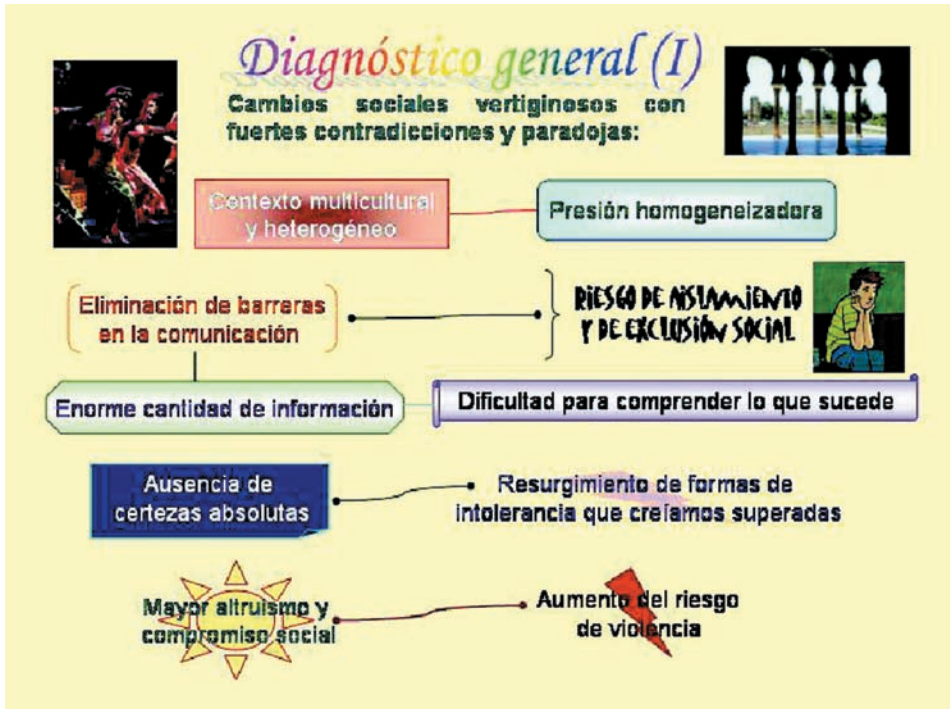 Diagnóstico general (I)
Cambios sociales vertiginosos con
fuertes contradicciones y paradojas:
Contexto multicultural
y heterogéneo
Presión homogeneizadora
Eliminación de barreras
en la comunicación
RIESGO DE AISLAMIENTO
Y DE EXCLUSIÓN SOCIAL
Enorme cantidad de información
Dificultad para comprender lo que sucede
Ausencia de
certezas absolutas
Resurgimiento de formas de
intolerancia que creíamos superadas
Mayor altruismo y
compromiso social
Aumento del riesgo
de violencia